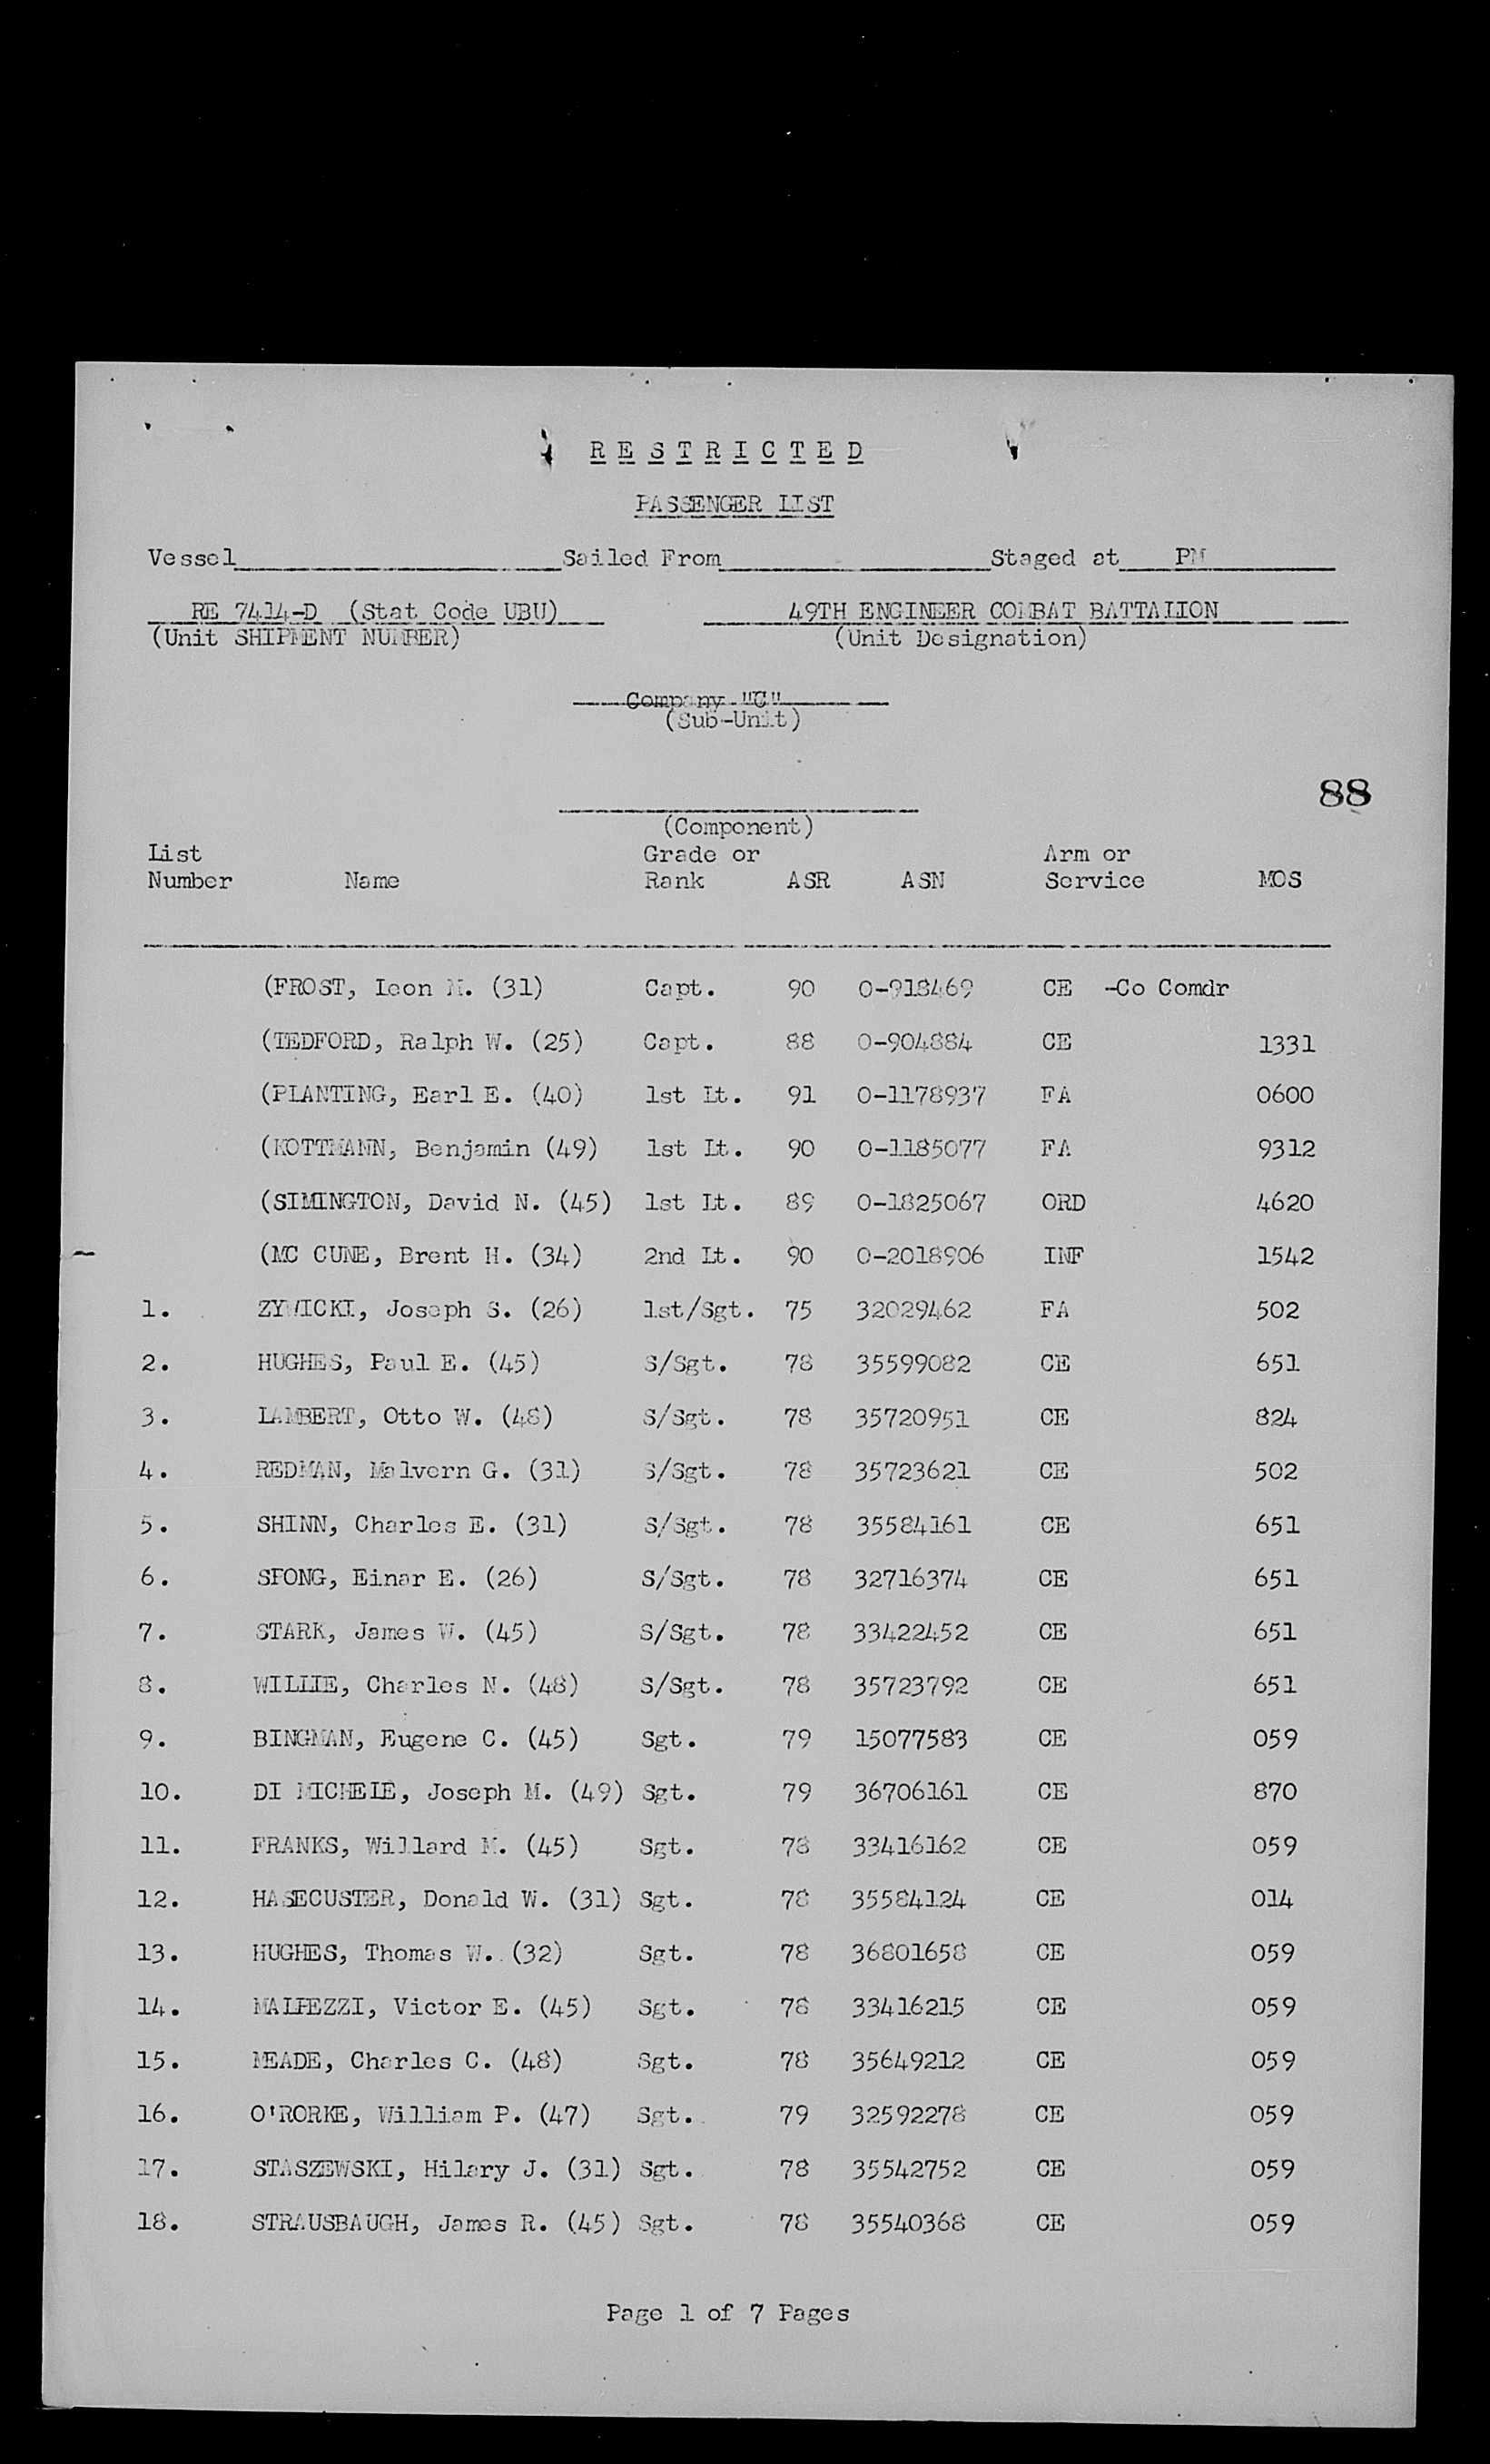 RESTRICTED
PASSENGER LIST
Vessel Sailed From Staged at PM
RE 7414-D (Stat Code UBU) 49TH ENGINEER COMBAT BATTALION
(Unit SHIPMENT NUMBER) (Unit Designation)
Company "C"
(Sub-Unit)
88
(Component)
List Grade or Arm or
Number Name Rank ASR ASN Service MOS
(FROST, Leon M. (31) Capt. 90 0-918469 CE -Co Comdr
(TEDFORD, Ralph W. (25) Capt. 88 0-904884 CE 1331
(PLANTING, Earl E. (40) 1st Lt. 91 0-1178937 FA 0600
(KOTTMANN, Benjamin (49) 1st Lt. 90 0-1185077 FA 9312
(SIMINGTON, David N. (45) 1st Lt. 89 0-1825067 ORD 4620
(MC CUNE, Brent H. (34) 2nd Lt. 90 0-2018906 INF 1542
1. ZYWICKI, Joseph S. (26) 1st/Sgt. 75 32029462 FA 502
2. HUGHES, Paul E. (45) S/Sgt. 78 35599082 CE 651
3. LAMBERT, Otto W. (48) S/Sgt. 78 35720951 CE 824
4. REDMAN, Malvern G. (31) S/Sgt. 78 35723621 CE 502
5. SHINN, Charles E. (31) S/Sgt. 78 35584161 CE 651
6. SPONG, Einar E. (26) S/Sgt. 78 32716374 CE 651
7. STARK, James W. (45) S/Sgt. 78 33422452 CE 651
8. WILLIE, Charles N. (48) S/Sgt. 78 35723792 CE 651
9. BINGMAN, Eugene C. (45) Sgt. 79 15077583 CE 059
10. DI MICHELE, Joseph M. (49) Sgt. 79 36706161 CE 870
11. FRANKS, Willard M. (45) Sgt. 78 33416162 CE 059
12. HASECUSTER, Donald W. (31) Sgt. 78 35584124 CE 014
13. HUGHES, Thomas W. (32) Sgt. 78 36801658 CE 059
14. MALPEZZI, Victor E. (45) Sgt. 78 33416215 CE 059
15. MEADE, Charles C. (48) Sgt. 78 35649212 CE 059
16. O'RORKE, William P. (47) Sgt. 79 32592278 CE 059
17. STASZEWSKI, Hilary J. (31) Sgt. 78 35542752 CE 059
18. STRAUSBAUGH, James R. (45) Sgt. 78 35540368 CE 059
Page 1 of 7 Pages